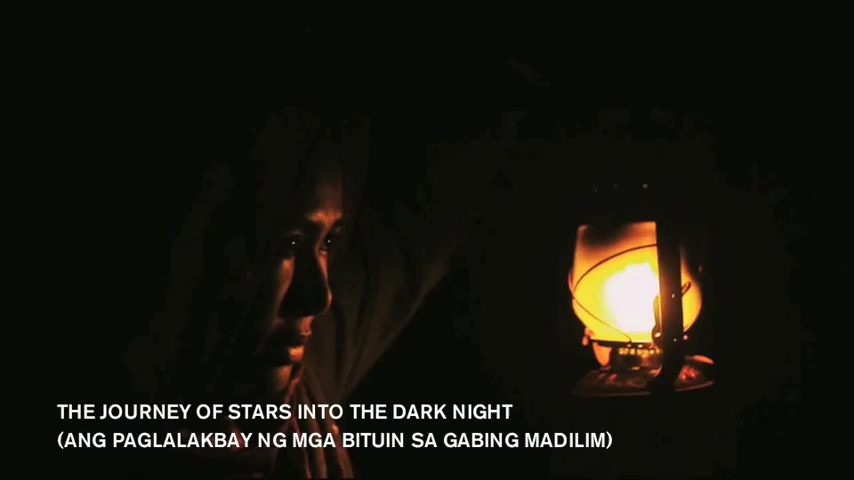 THE JOURNEY OF STARS INTO THE DARK NIGHT
(ANG PAGLALAKBAY NG MGA BITUIN SA GABING MADILIM)